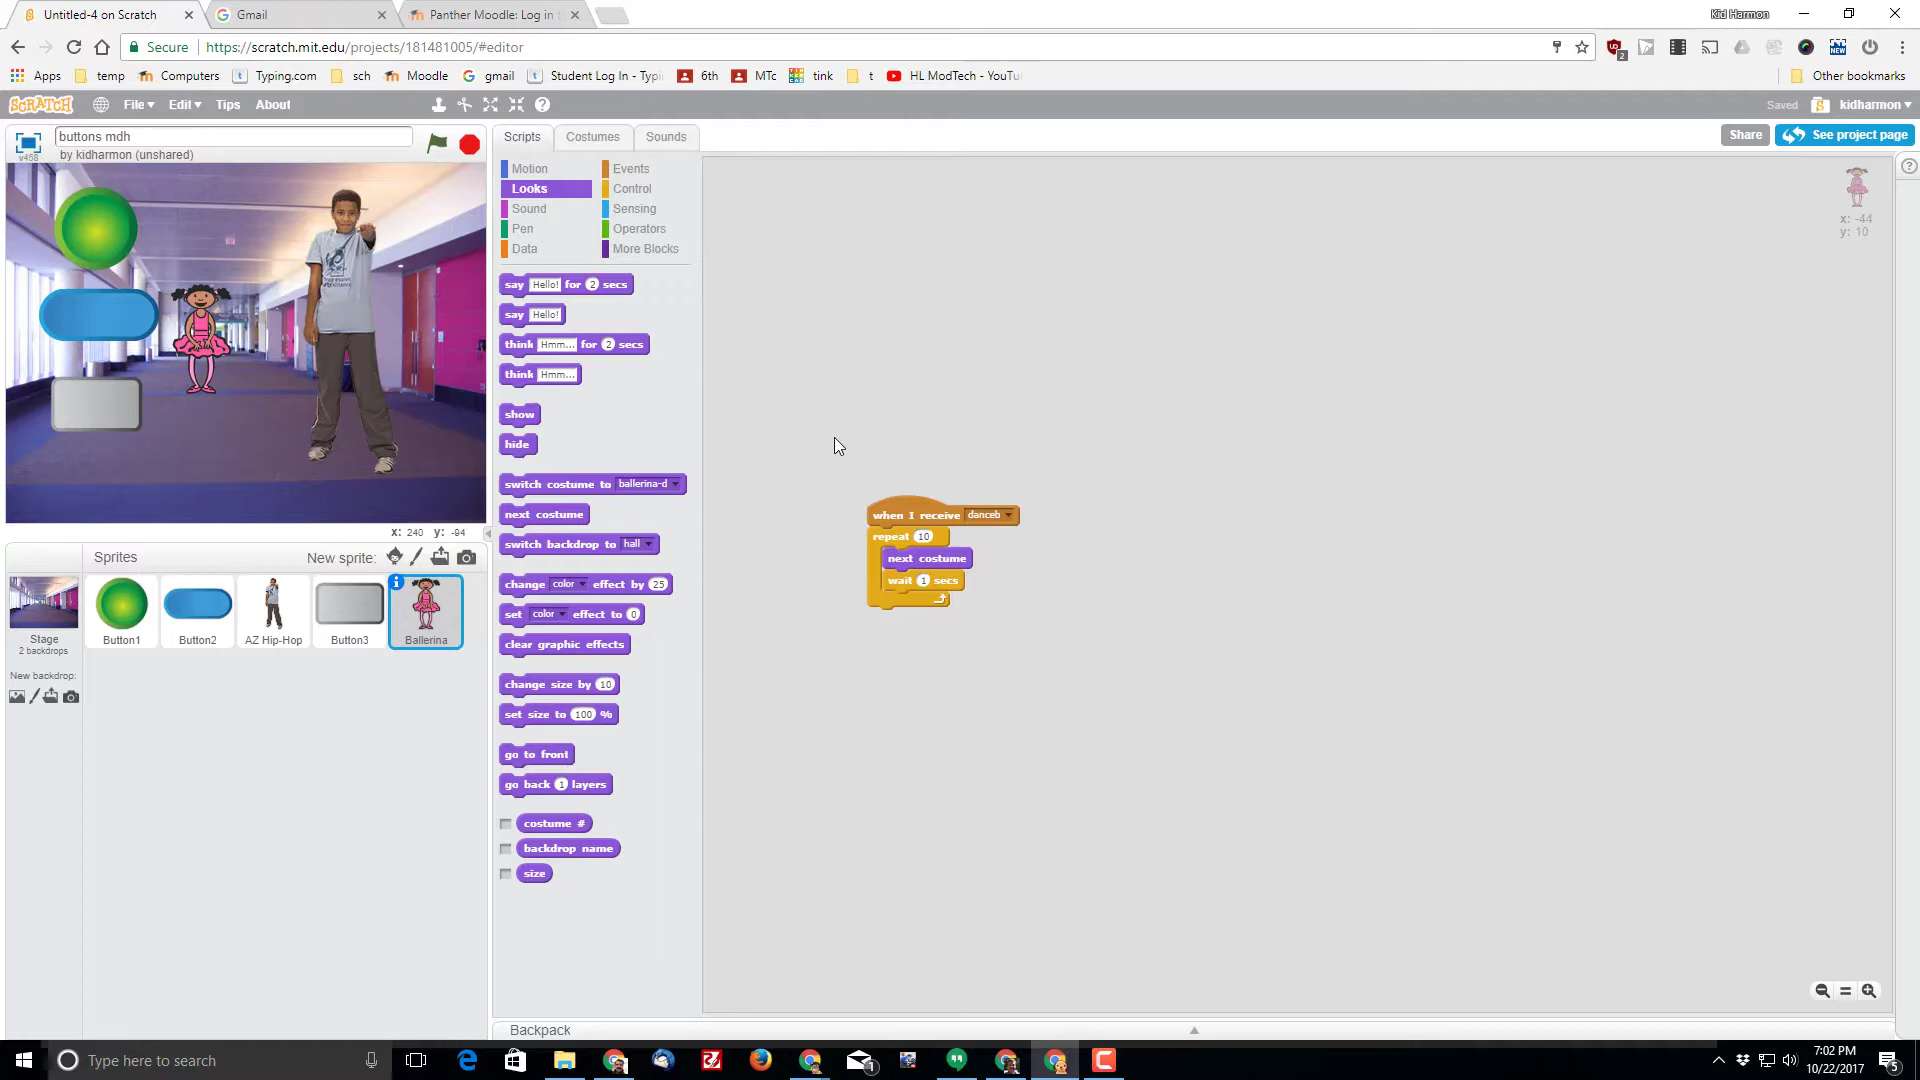 Untitled-4 on Scratch
Gmail
Panther Moodle: Log in t
Kid Harmon
Secure
https://scratch.mit.edu/projects/181481005/#editor
Apps
temp
Computers
Typing.com
sch
Moodle
gmail
Student Log In - Typi
6th
MTc
tink
t
HL ModTech - YouTu
Other bookmarks
SCRATCH
File
Edit
Tips
About
Saved
kidharmon
buttons mdh
by kidharmon (unshared)
v458
Scripts
Costumes
Sounds
Share
See project page
Motion
Looks
Sound
Pen
Data
Events
Control
Sensing
Operators
More Blocks
say Hello! for 2 secs
say Hello!
think Hmm... for 2 secs
think Hmm...
show
hide
switch costume to ballerina-d
next costume
switch backdrop to hall
change color effect by 25
set color effect to 0
clear graphic effects
change size by 10
set size to 100 %
go to front
go back 1 layers
costume #
backdrop name
size
when I receive danceb
repeat 10
next costume
wait 1 secs
x: -44
y: 10
x: 240 y: -94
Sprites
New sprite:
Stage
2 backdrops
New backdrop:
Button1
Button2
AZ Hip-Hop
Button3
Ballerina
Backpack
Type here to search
7:02 PM
10/22/2017